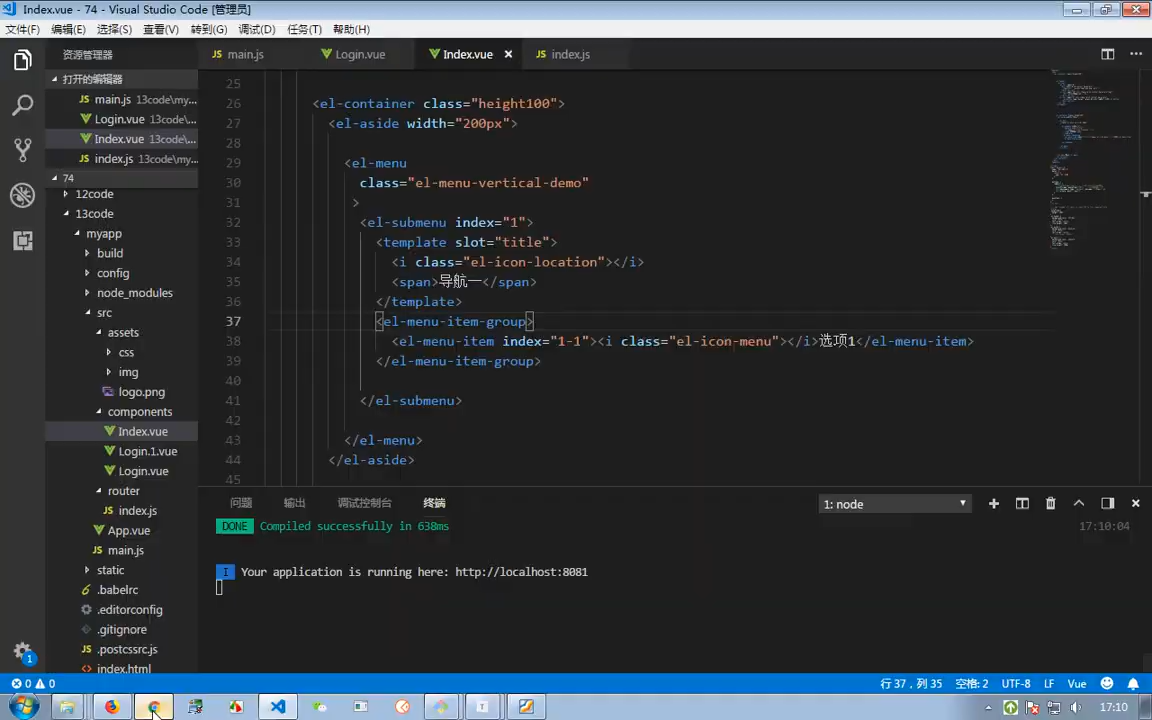 Index.vue - 74 - Visual Studio Code [管理员]
文件(F) 编辑(E) 选择(S) 查看(V) 转到(G) 调试(D) 任务(T) 帮助(H)
资源管理器
打开的编辑器
main.js 13code\my...
Login.vue 13code\...
Index.vue 13code\...
index.js 13code\my...
74
12code
13code
myapp
build
config
node_modules
src
assets
css
img
logo.png
components
Index.vue
Login.1.vue
Login.vue
router
index.js
App.vue
main.js
static
.babelrc
.editorconfig
.gitignore
.postcssrc.js
index.html
main.js Login.vue Index.vue index.js
25
26 <el-container class="height100">
27 <el-aside width="200px">
28
29 <el-menu
30 class="el-menu-vertical-demo"
31 >
32 <el-submenu index="1">
33 <template slot="title">
34 <i class="el-icon-location"></i>
35 <span>导航一</span>
36 </template>
37 <el-menu-item-group>
38 <el-menu-item index="1-1"><i class="el-icon-menu"></i>选项1</el-menu-item>
39 </el-menu-item-group>
40
41 </el-submenu>
42
43 </el-menu>
44 </el-aside>
45
问题 输出 调试控制台 终端 1: node
DONE Compiled successfully in 638ms 17:10:04
I Your application is running here: http://localhost:8081
1
0 0 行 37，列 35 空格: 2 UTF-8 LF Vue
17:10